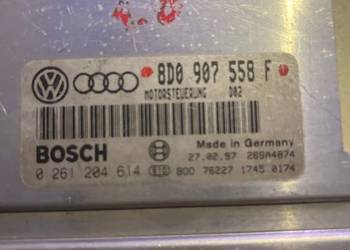 8D0 907 558 F
MOTORSTEUERUNG D02
BOSCH
Made in Germany
27.02.97 26SA4874
0 261 204 614 800 76227 1745 0174